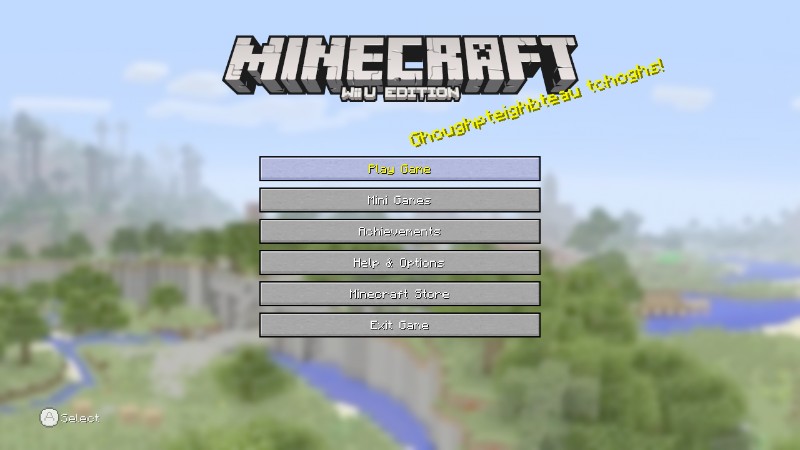 MINECRAFT
Wii U EDITION
Ghoughpteighbteau tchoghs!
Play Game
Mini Games
Achievements
Help & Options
Minecraft Store
Exit Game
A Select